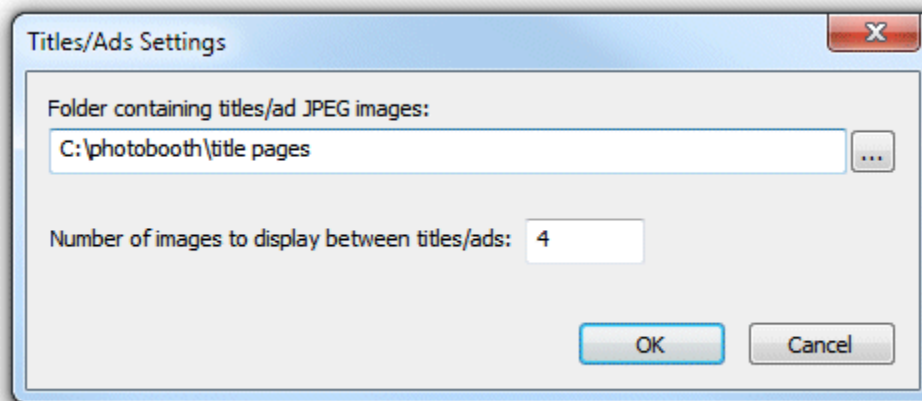 Titles/Ads Settings
Folder containing titles/ad JPEG images:
C:\photobooth\title pages
...
Number of images to display between titles/ads: 4
OK Cancel